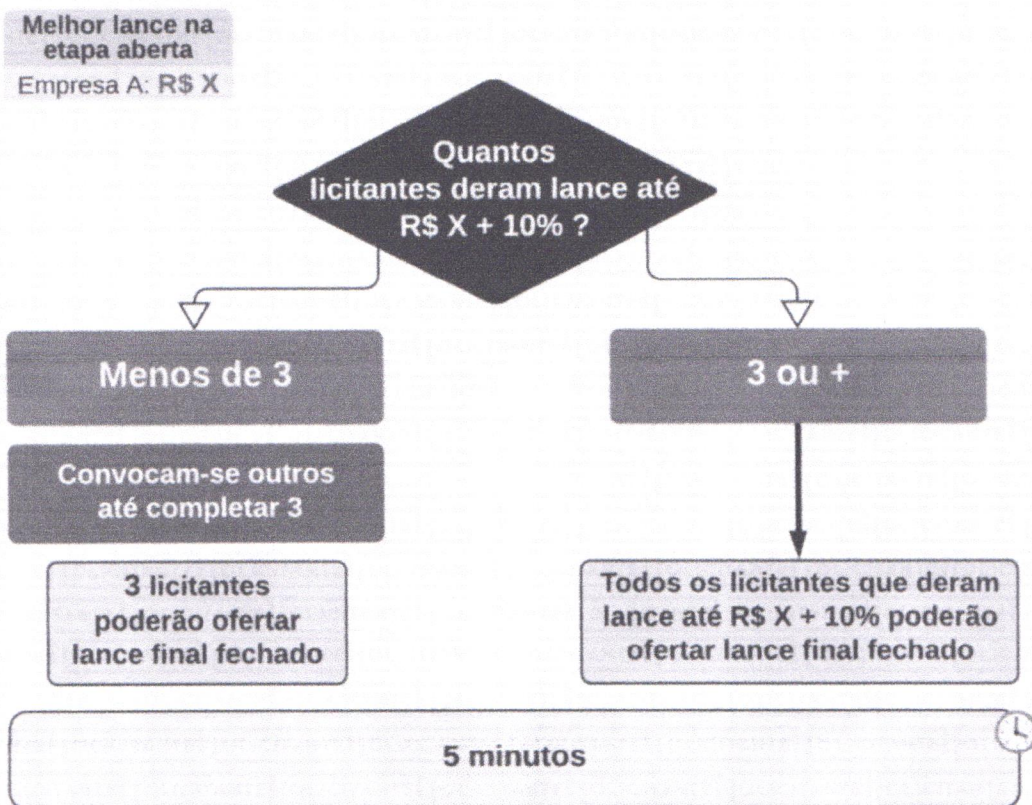 Melhor lance na
etapa aberta
Empresa A: R$ X
Quantos
licitantes deram lance até
R$ X + 10% ?
Menos de 3
3 ou +
Convocam-se outros
até completar 3
3 licitantes
poderão ofertar
lance final fechado
Todos os licitantes que deram
lance até R$ X + 10% poderão
ofertar lance final fechado
5 minutos